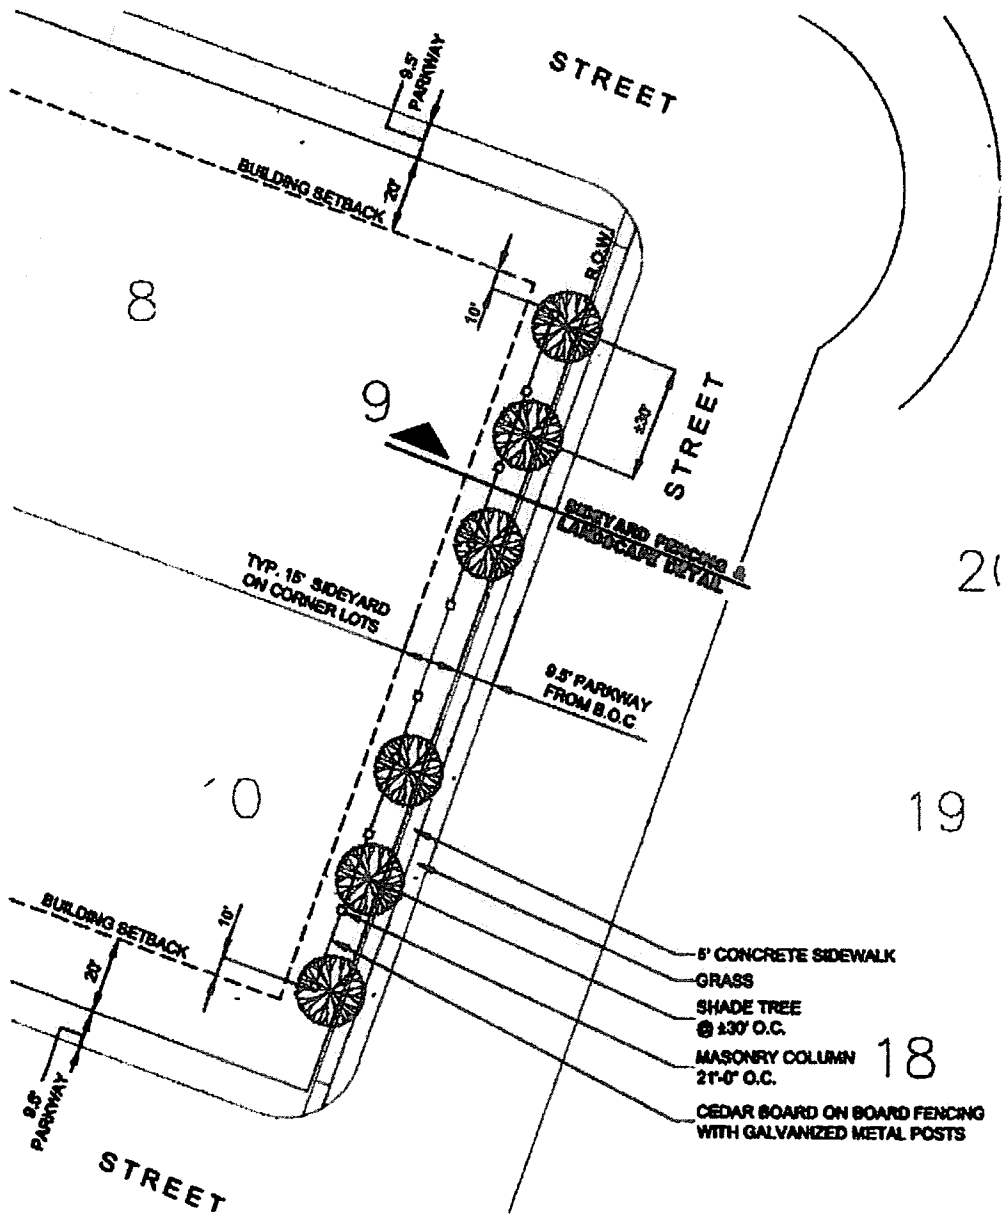 STREET
9.5'
PARKWAY
BUILDING SETBACK
20'
R.O.W.
8
10'
9
±30'
STREET
SIDEYARD FENCING &
LANDSCAPE DETAIL
20
TYP. 15' SIDEYARD
ON CORNER LOTS
9.5' PARKWAY
FROM B.O.C
10
19
BUILDING SETBACK
10'
20'
5' CONCRETE SIDEWALK
GRASS
SHADE TREE
@ ±30' O.C.
MASONRY COLUMN
21'-0" O.C.
18
CEDAR BOARD ON BOARD FENCING
WITH GALVANIZED METAL POSTS
9.5'
PARKWAY
STREET